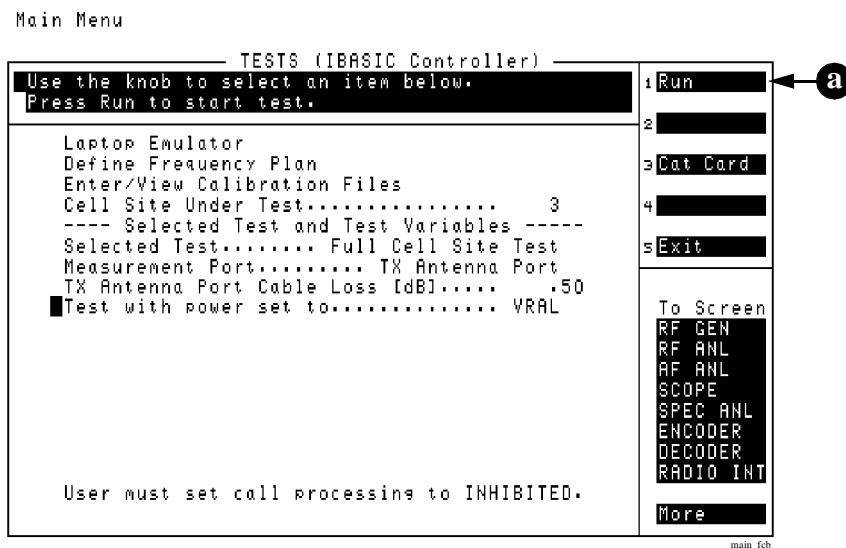 Main Menu
TESTS (IBASIC Controller)
Use the knob to select an item below.
Press Run to start test.
Laptop Emulator
Define Frequency Plan
Enter/View Calibration Files
Cell Site Under Test................ 3
---- Selected Test and Test Variables -----
Selected Test........ Full Cell Site Test
Measurement Port......... TX Antenna Port
TX Antenna Port Cable Loss [dB]..... .50
Test with power set to.............. VRAL
User must set call processing to INHIBITED.
1 Run
a
2
3 Cat Card
4
5 Exit
To Screen
RF GEN
RF ANL
AF ANL
SCOPE
SPEC ANL
ENCODER
DECODER
RADIO INT
More
main_fcb